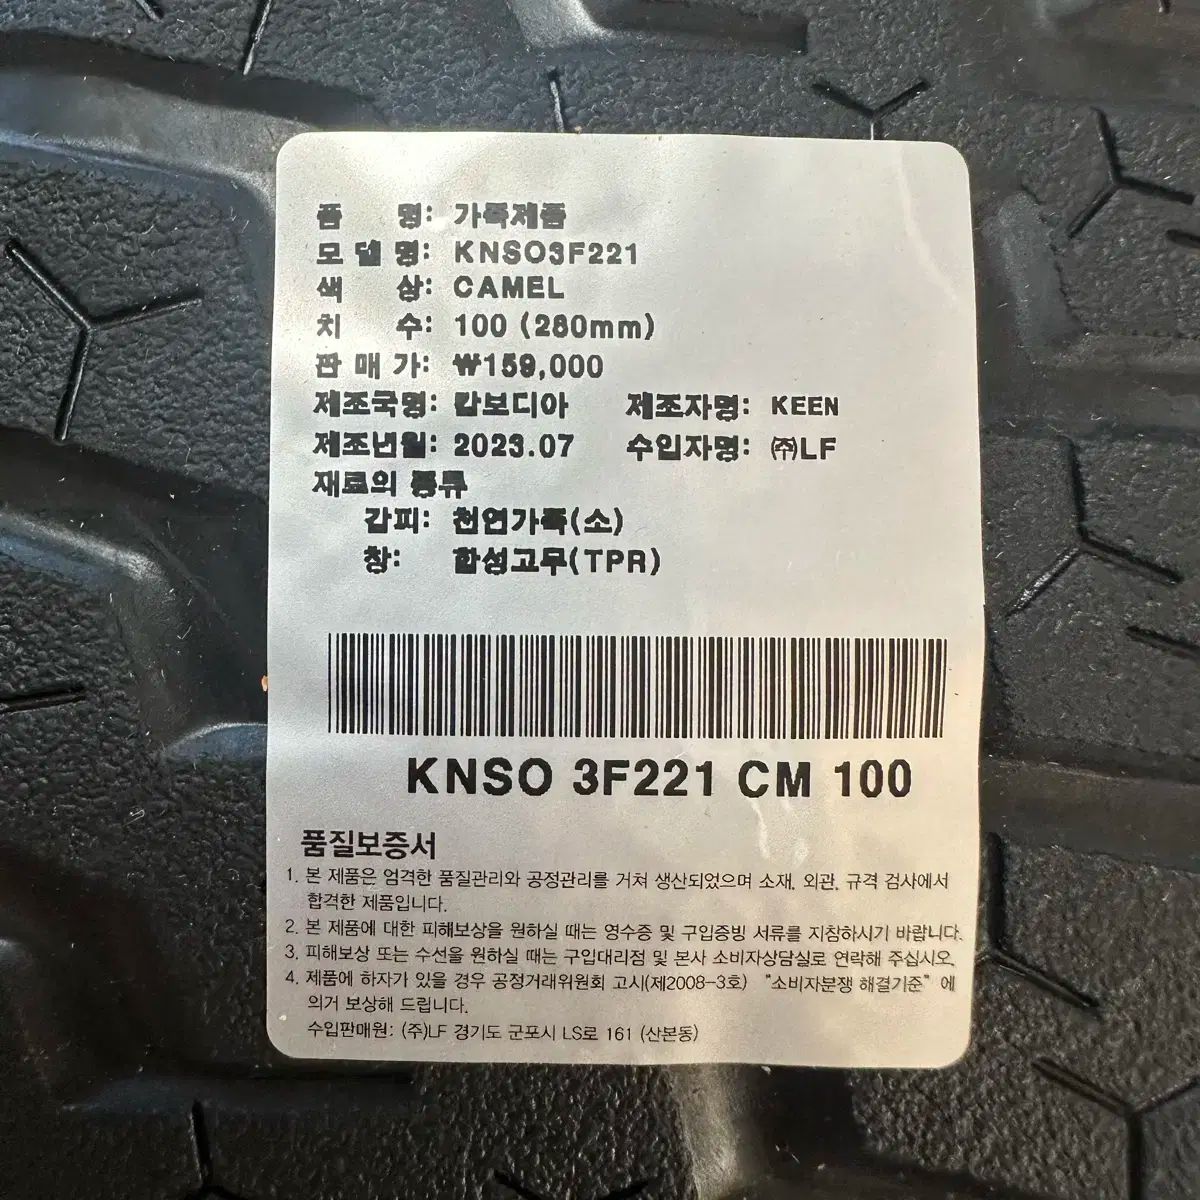 품 명: 가죽제품
모 델 명: KNSO3F221
색 상: CAMEL
치 수: 100 (280mm)
판 매 가: ₩159,000
제조국명: 캄보디아 제조자명: KEEN
제조년월: 2023.07 수입자명: ㈜LF
재료의 종류
갑피: 천연가죽(소)
창: 합성고무(TPR)
KNSO 3F221 CM 100
품질보증서
1. 본 제품은 엄격한 품질관리와 공정관리를 거쳐 생산되었으며 소재, 외관, 규격 검사에서
합격한 제품입니다.
2. 본 제품에 대한 피해보상을 원하실 때는 영수증 및 구입증빙 서류를 지참하시기 바랍니다.
3. 피해보상 또는 수선을 원하실 때는 구입대리점 및 본사 소비자상담실로 연락해 주십시오.
4. 제품에 하자가 있을 경우 공정거래위원회 고시(제2008-3호) "소비자분쟁 해결기준" 에
의거 보상해 드립니다.
수입판매원: (주)LF 경기도 군포시 LS로 161 (산본동)